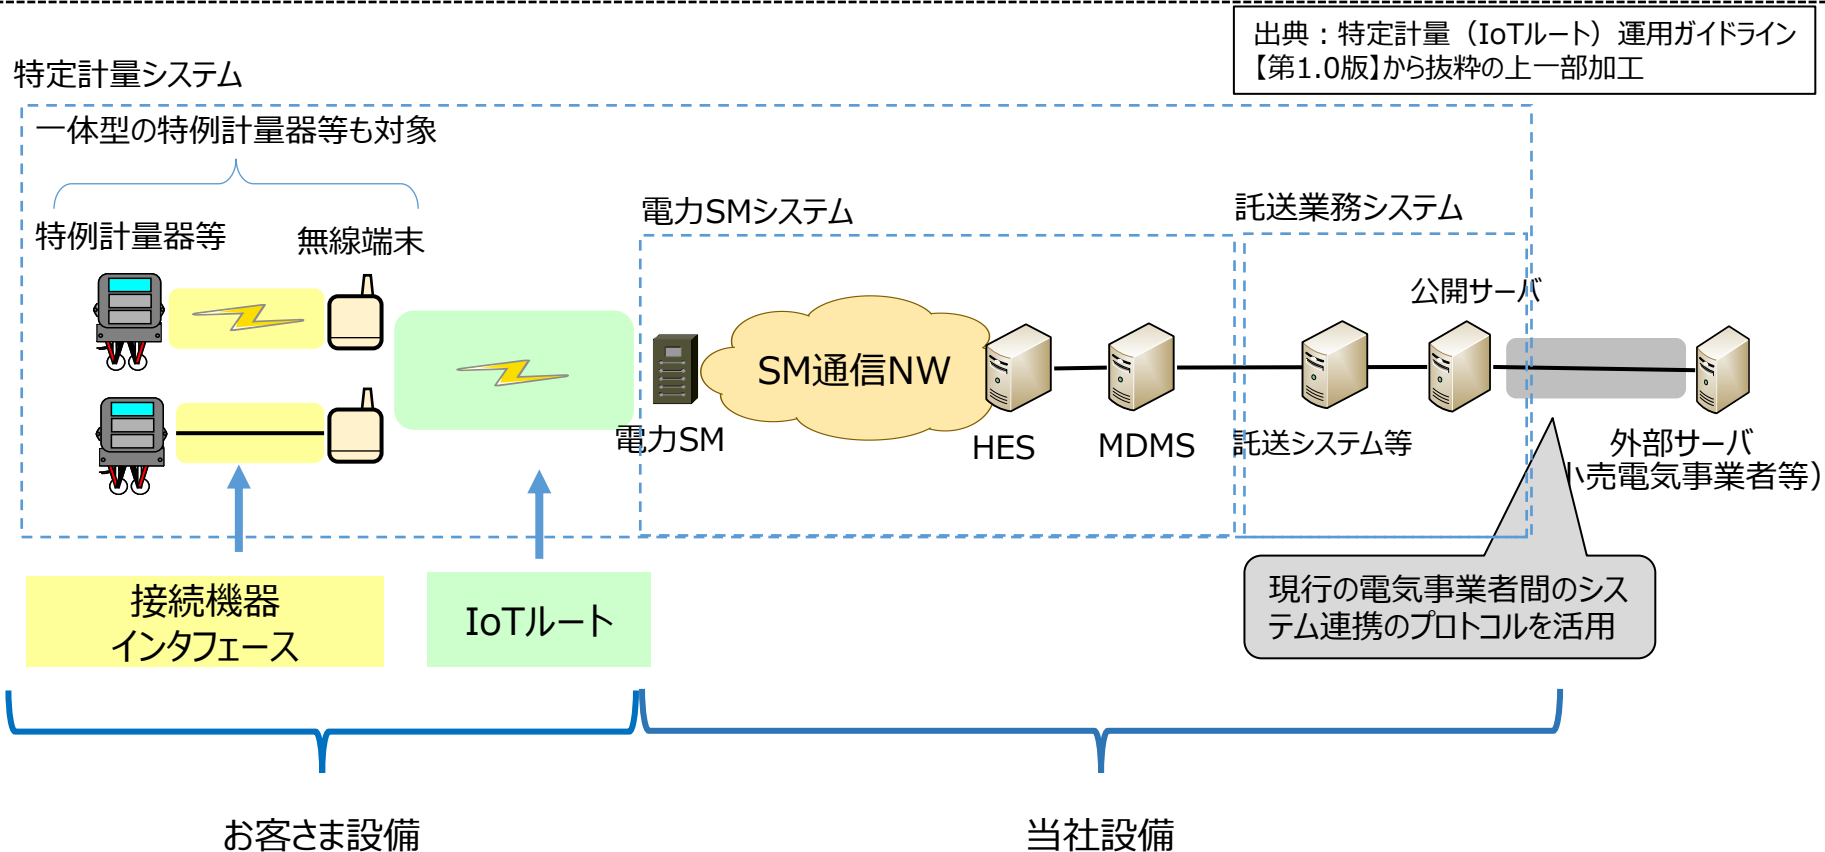 出典：特定計量（IoTルート）運用ガイドライン
【第1.0版】から抜粋の上一部加工
特定計量システム
一体型の特例計量器等も対象
特例計量器等
無線端末
電力SMシステム
託送業務システム
公開サーバ
SM通信NW
電力SM
HES
MDMS
託送システム等
外部サーバ
小売電気事業者等）
接続機器
インタフェース
IoTルート
現行の電気事業者間のシス
テム連携のプロトコルを活用
お客さま設備
当社設備